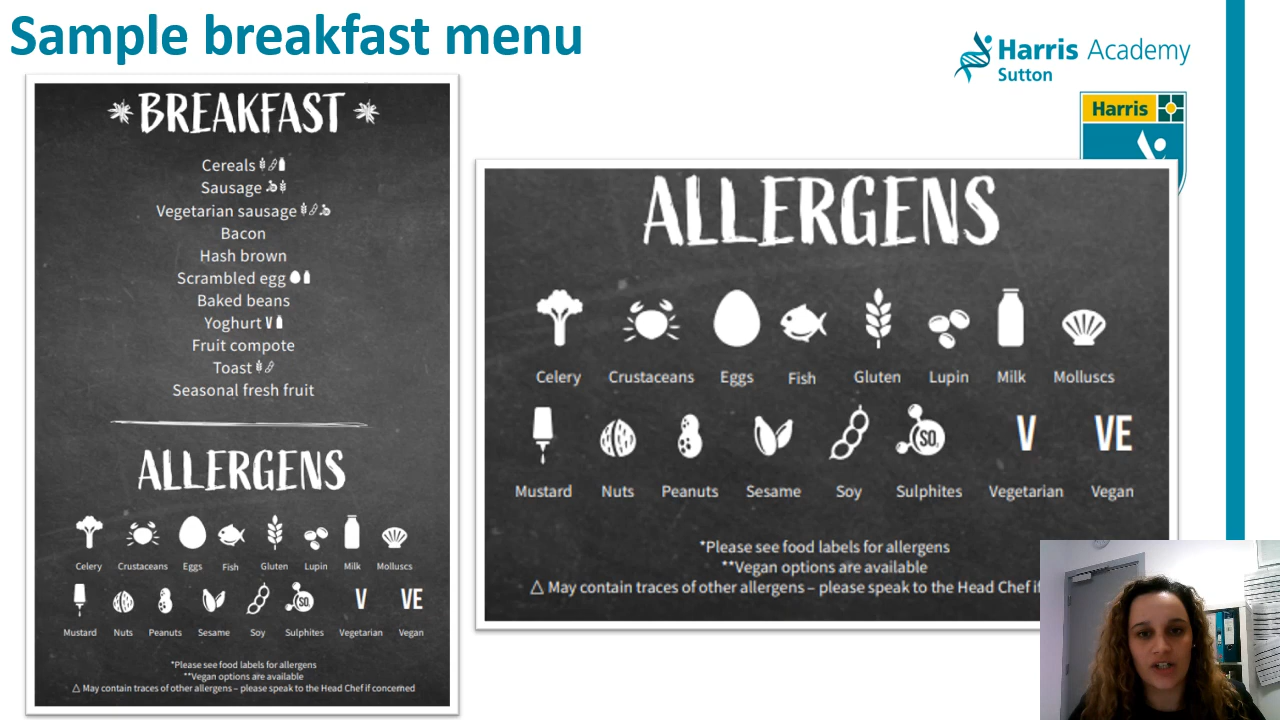 Sample breakfast menu
Harris Academy
Sutton
Harris
BREAKFAST
Cereals
Sausage
Vegetarian sausage
Bacon
Hash brown
Scrambled egg
Baked beans
Yoghurt V
Fruit compote
Toast
Seasonal fresh fruit
ALLERGENS
Celery Crustaceans Eggs Fish Gluten Lupin Milk Molluscs
SO₂ V VE
Mustard Nuts Peanuts Sesame Soy Sulphites Vegetarian Vegan
*Please see food labels for allergens
**Vegan options are available
△ May contain traces of other allergens – please speak to the Head Chef if concerned
ALLERGENS
Celery Crustaceans Eggs Fish Gluten Lupin Milk Molluscs
SO₂ V VE
Mustard Nuts Peanuts Sesame Soy Sulphites Vegetarian Vegan
*Please see food labels for allergens
**Vegan options are available
△ May contain traces of other allergens – please speak to the Head Chef if